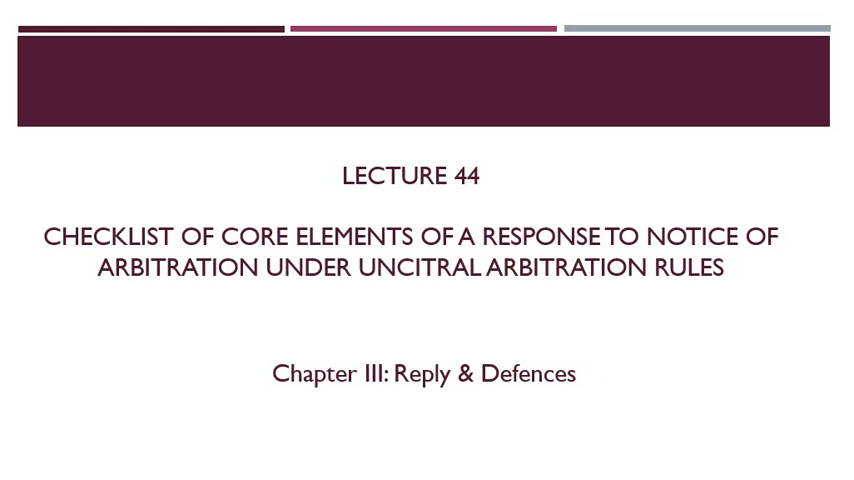 LECTURE 44
CHECKLIST OF CORE ELEMENTS OF A RESPONSE TO NOTICE OF
ARBITRATION UNDER UNCITRAL ARBITRATION RULES
Chapter III: Reply & Defences